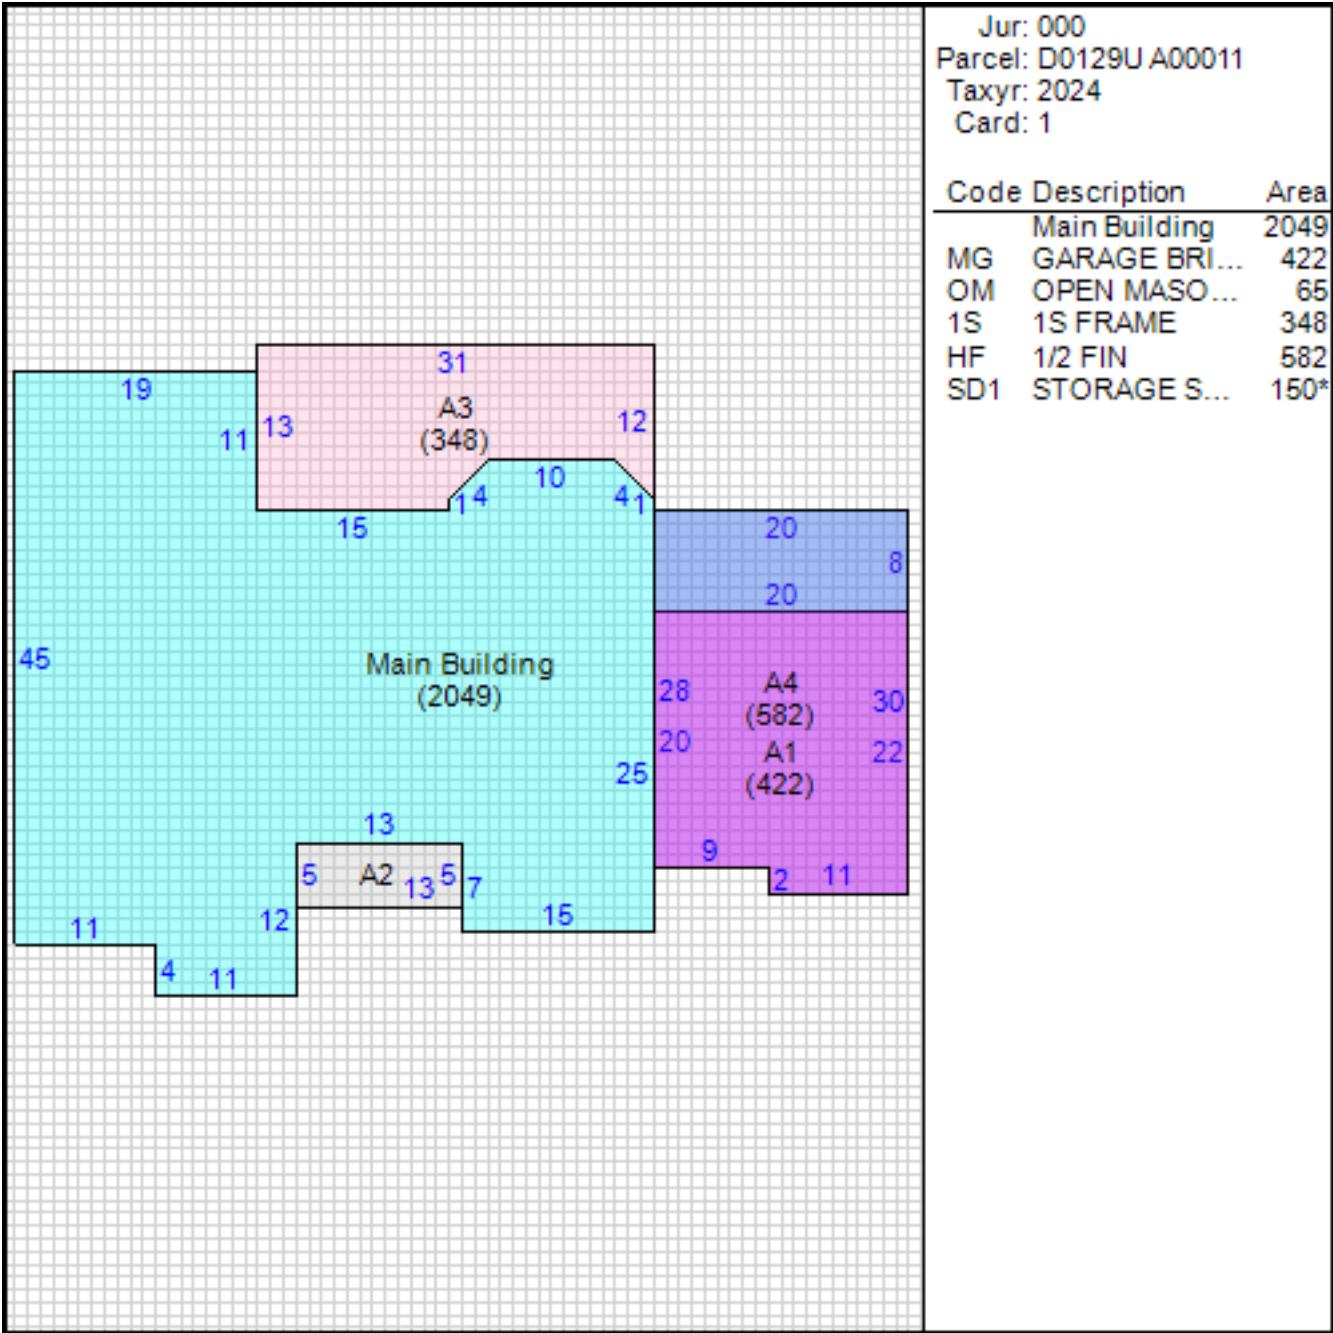 Jur: 000
Parcel: D0129U A00011
Taxyr: 2024
Card: 1
Code Description Area
Main Building 2049
MG GARAGE BRI... 422
OM OPEN MASO... 65
1S 1S FRAME 348
HF 1/2 FIN 582
SD1 STORAGE S... 150*
31
19
A3
13
12
11
(348)
10
4
4
1
1
15
20
8
20
45
Main Building
(2049)
28
A4
30
(582)
20
A1
22
25
(422)
13
9
5
A2
13
5
7
2
11
12
15
11
4
11